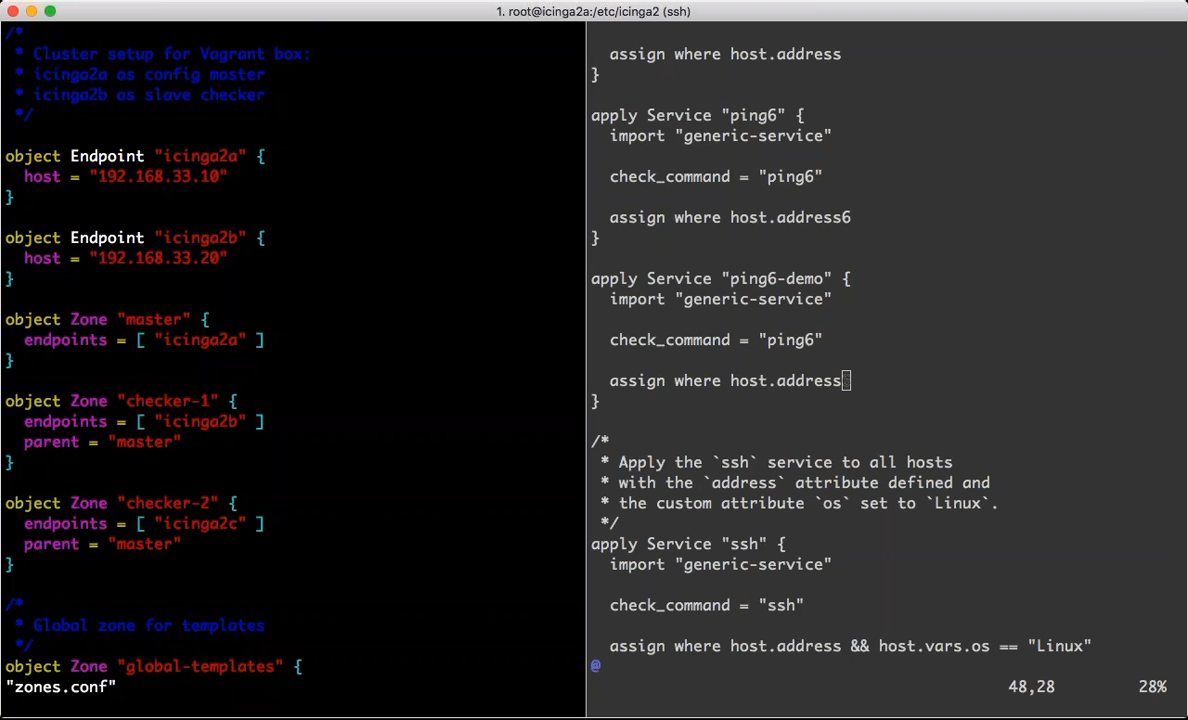 1. root@icinga2a:/etc/icinga2 (ssh)
/*
 * Cluster setup for Vagrant box:
 * icinga2a as config master
 * icinga2b as slave checker
 */
object Endpoint "icinga2a" {
  host = "192.168.33.10"
}
object Endpoint "icinga2b" {
  host = "192.168.33.20"
}
object Zone "master" {
  endpoints = [ "icinga2a" ]
}
object Zone "checker-1" {
  endpoints = [ "icinga2b" ]
  parent = "master"
}
object Zone "checker-2" {
  endpoints = [ "icinga2c" ]
  parent = "master"
}
/*
 * Global zone for templates
 */
object Zone "global-templates" {
"zones.conf"
  assign where host.address
}
apply Service "ping6" {
  import "generic-service"
  check_command = "ping6"
  assign where host.address6
}
apply Service "ping6-demo" {
  import "generic-service"
  check_command = "ping6"
  assign where host.address
}
/*
 * Apply the `ssh` service to all hosts
 * with the `address` attribute defined and
 * the custom attribute `os` set to `Linux`.
 */
apply Service "ssh" {
  import "generic-service"
  check_command = "ssh"
  assign where host.address && host.vars.os == "Linux"
@
48,28 28%